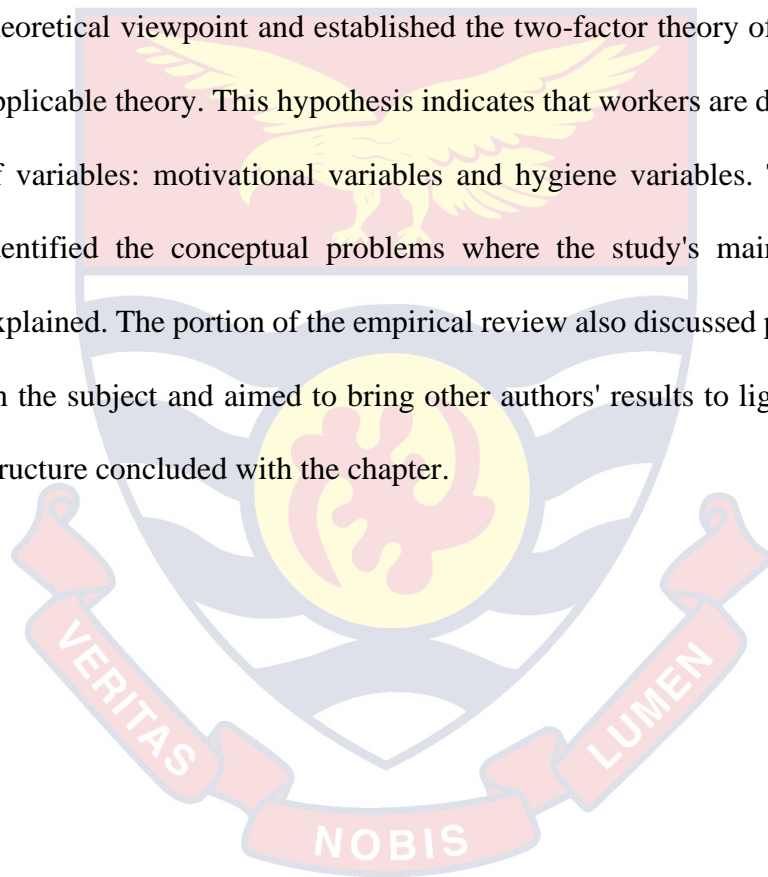 eoretical viewpoint and established the two-factor theory of
pplicable theory. This hypothesis indicates that workers are d
f variables: motivational variables and hygiene variables. T
entified the conceptual problems where the study's main
xplained. The portion of the empirical review also discussed p
n the subject and aimed to bring other authors' results to lig
ructure concluded with the chapter.
VERITAS
NOBIS
LUMEN